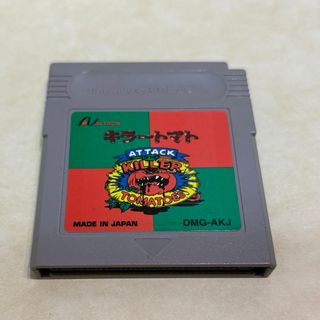 キラートマト
ATTACK
KILLER
TOMATOES
MADE IN JAPAN
DMG-AKJ